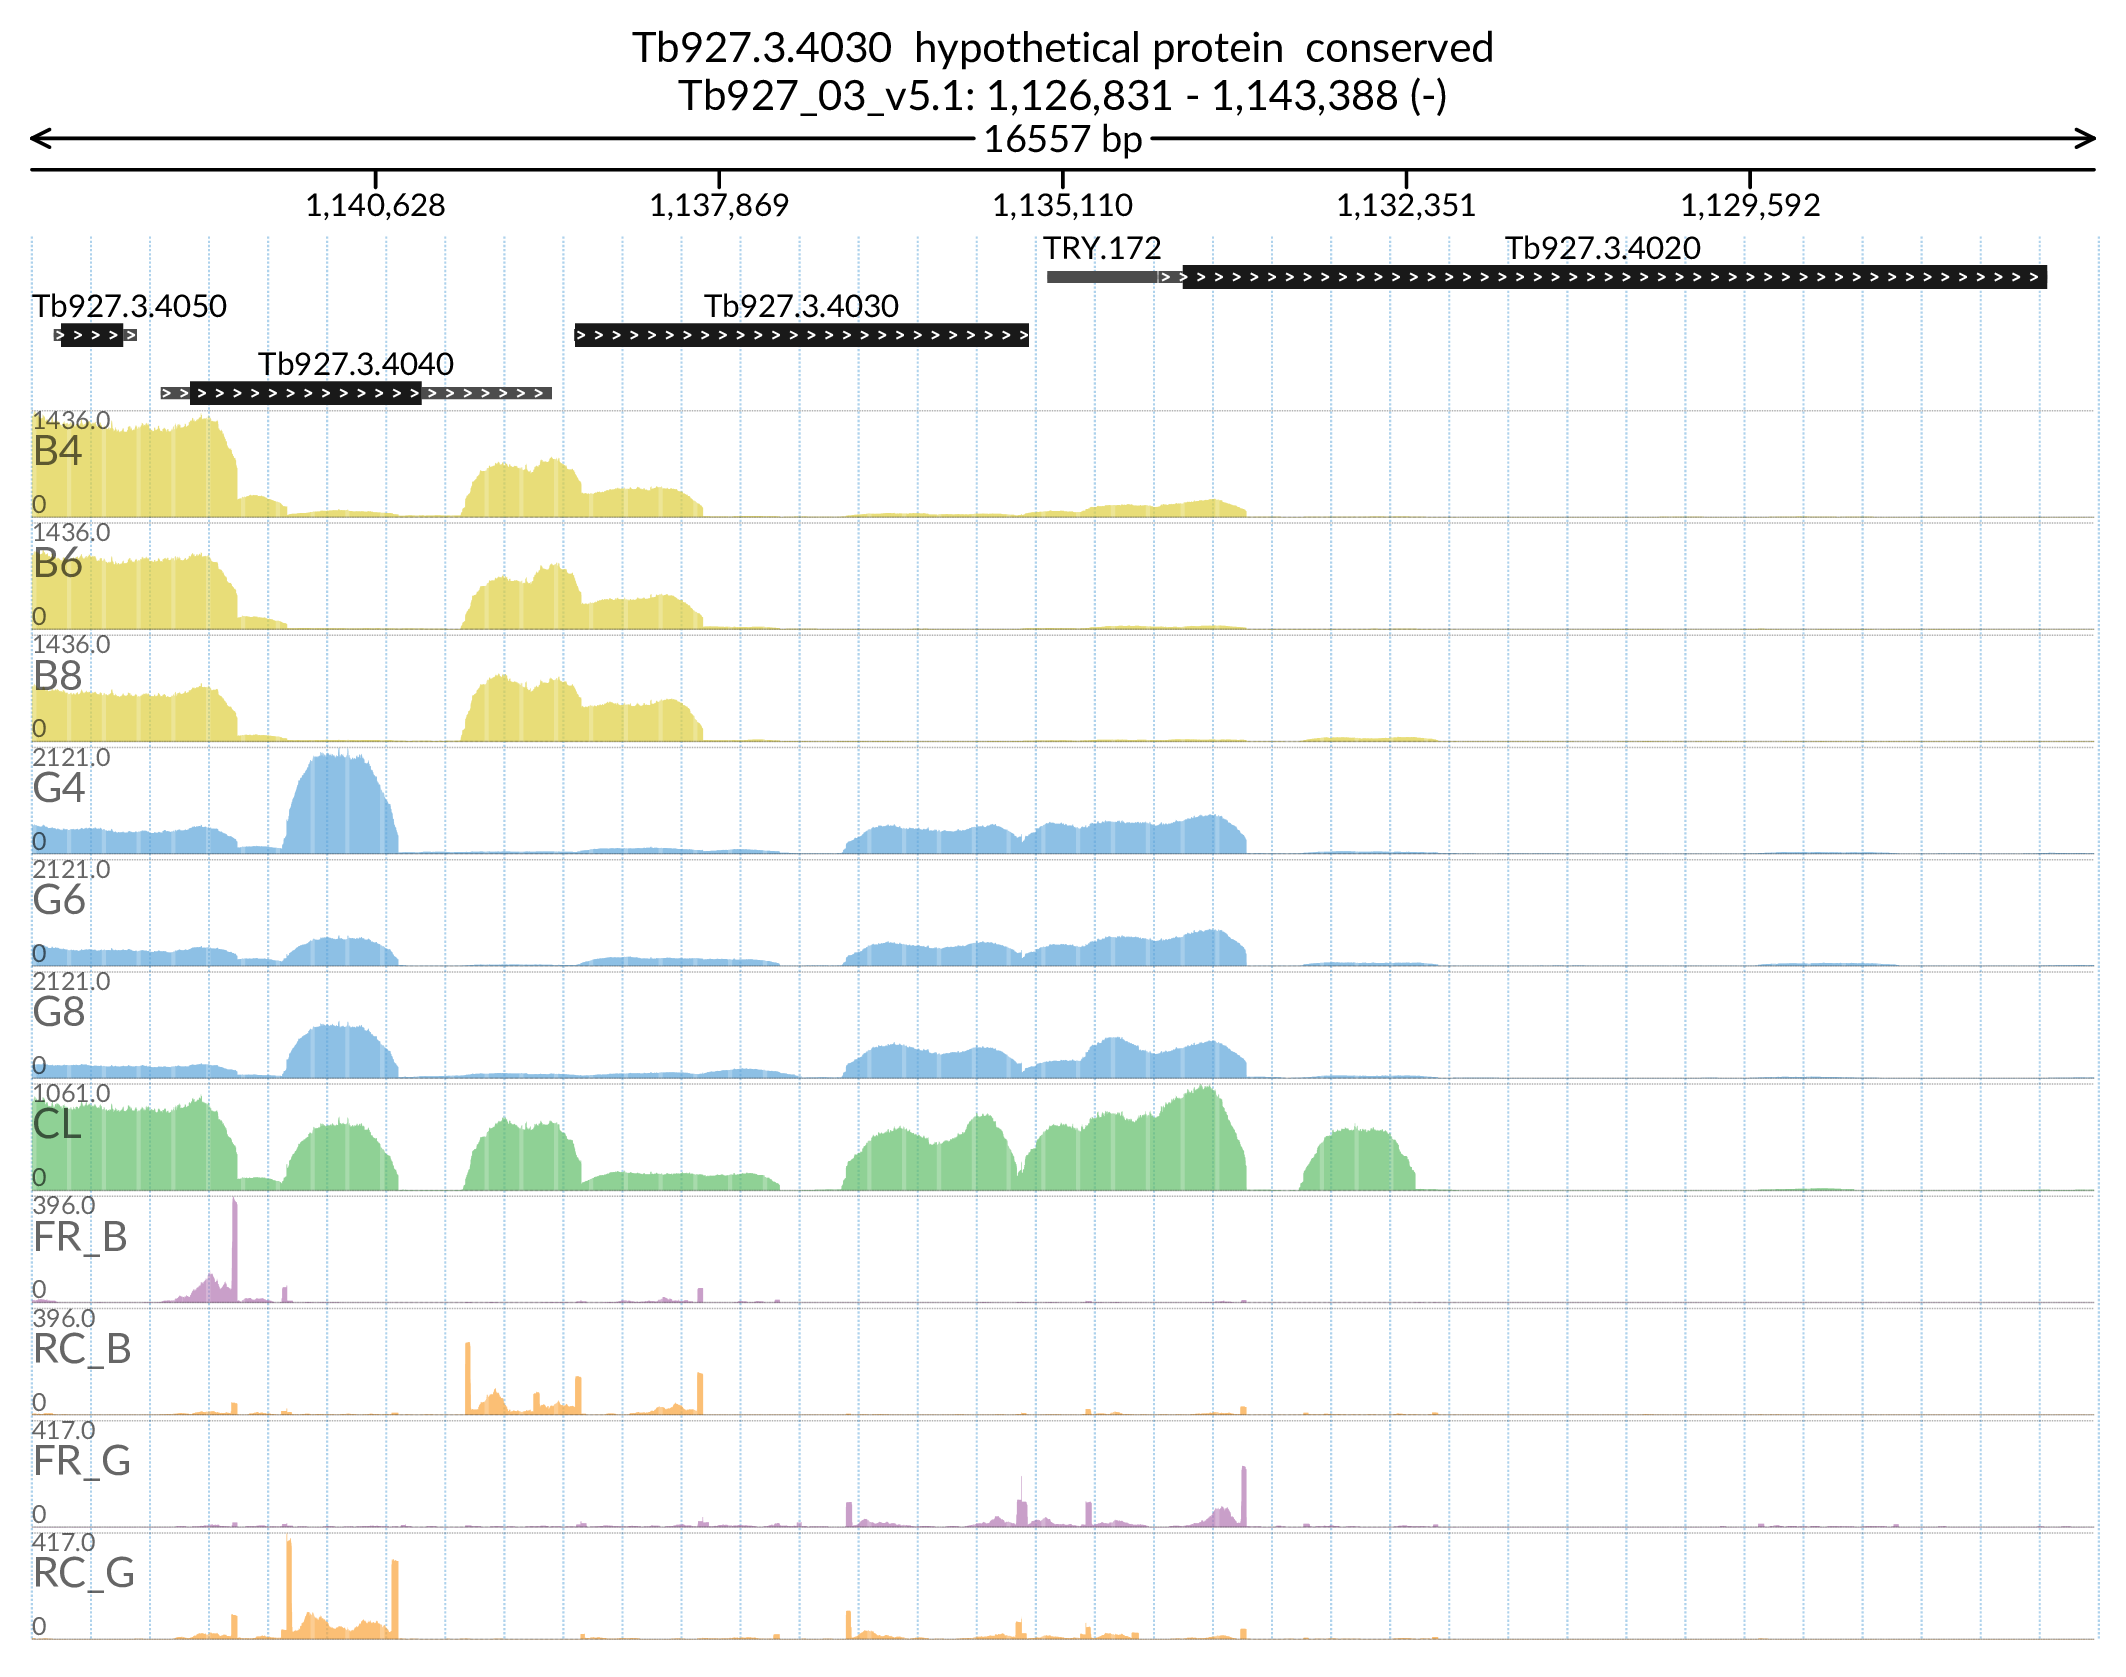 Tb927.3.4030 hypothetical protein conserved
Tb927_03_v5.1: 1,126,831 - 1,143,388 (-)
16557 bp
1,140,628 1,137,869 1,135,110 1,132,351 1,129,592
TRY.172 Tb927.3.4020
Tb927.3.4050 Tb927.3.4030
Tb927.3.4040
1436.0
B4
0
1436.0
B6
0
1436.0
B8
0
2121.0
G4
0
2121.0
G6
0
2121.0
G8
0
1061.0
CL
0
396.0
FR_B
0
396.0
RC_B
0
417.0
FR_G
0
417.0
RC_G
0